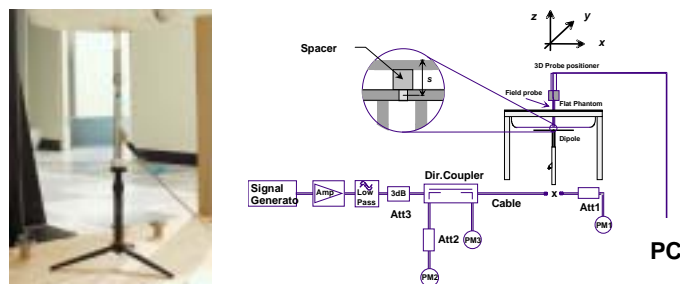 z
y
x
Spacer
s
3D Probe positioner
Field probe
Flat Phantom
Dipole
Dir.Coupler
Signal
Generato
Amp
Low
Pass
3dB
Cable
x
Att3
Att1
Att2
PM3
PM1
PM2
PC